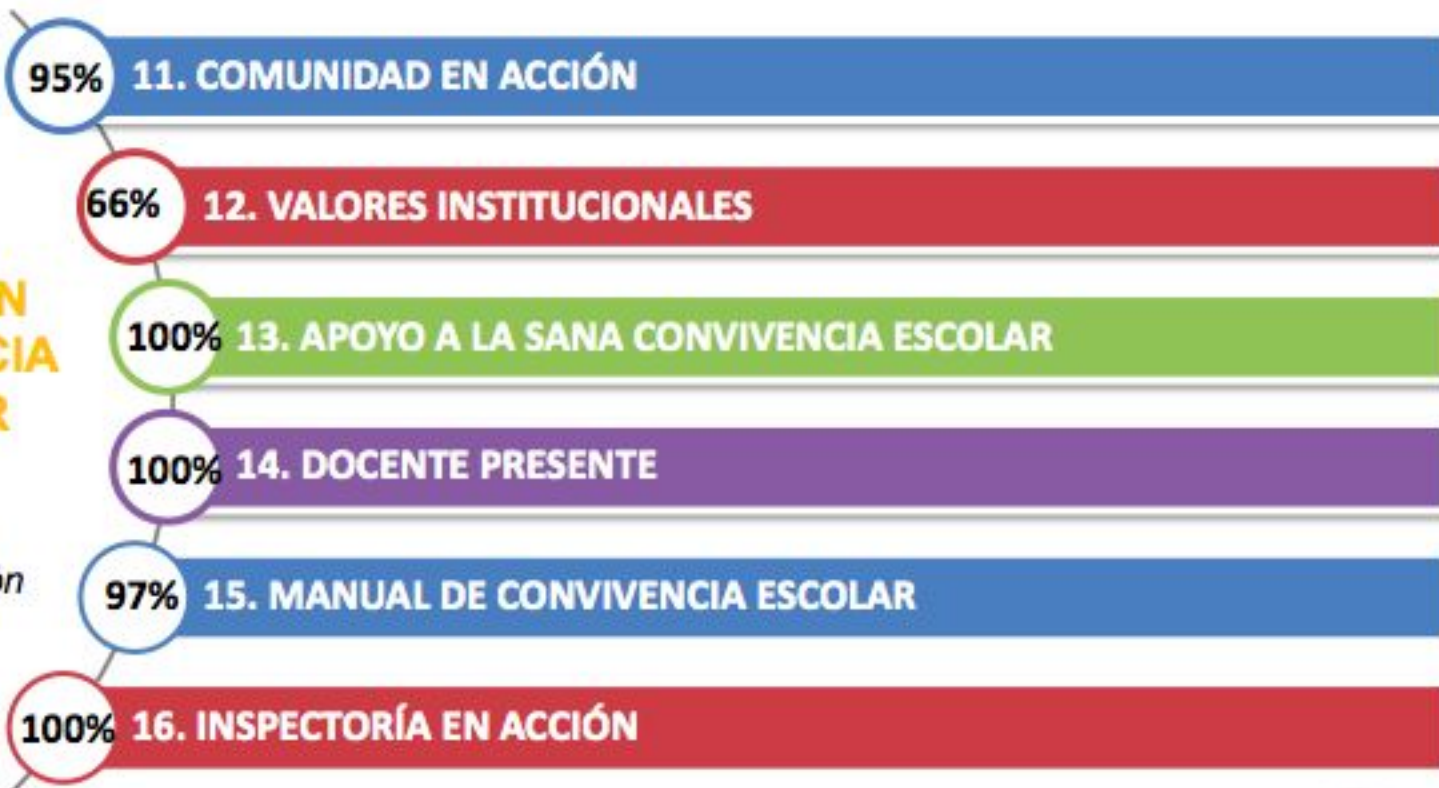 95% 11. COMUNIDAD EN ACCIÓN
66% 12. VALORES INSTITUCIONALES
100% 13. APOYO A LA SANA CONVIVENCIA ESCOLAR
100% 14. DOCENTE PRESENTE
97% 15. MANUAL DE CONVIVENCIA ESCOLAR
100% 16. INSPECTORÍA EN ACCIÓN